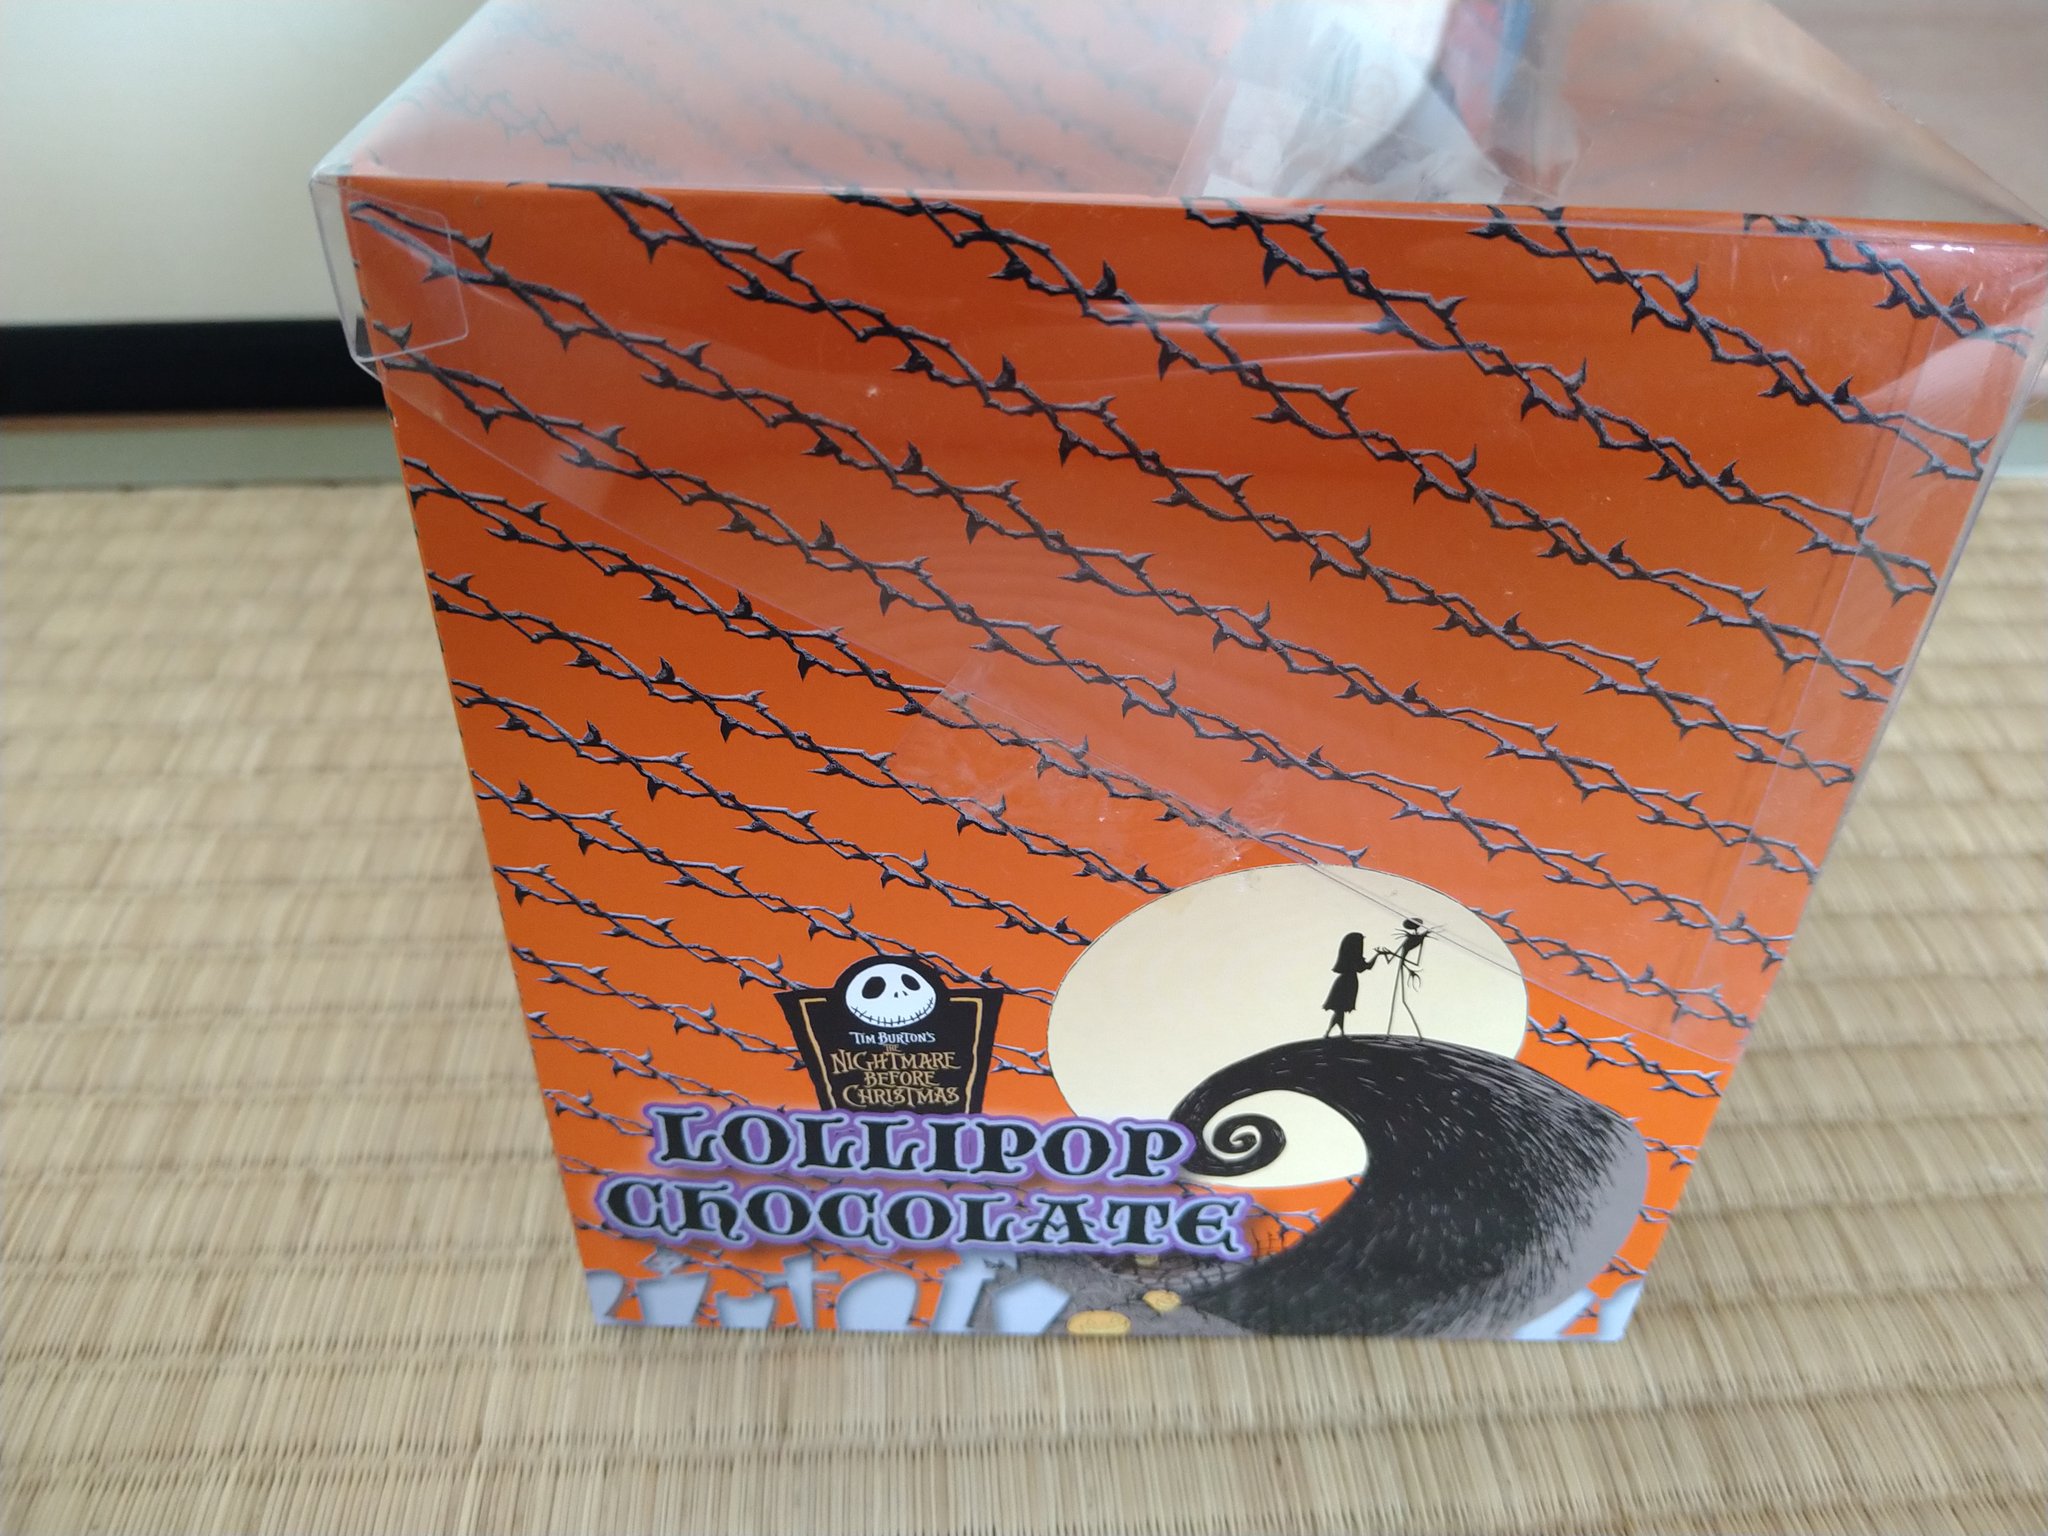 TIM BURTON'S
THE
NIGHTMARE
BEFORE
CHRISTMAS
LOLLIPOP
CHOCOLATE